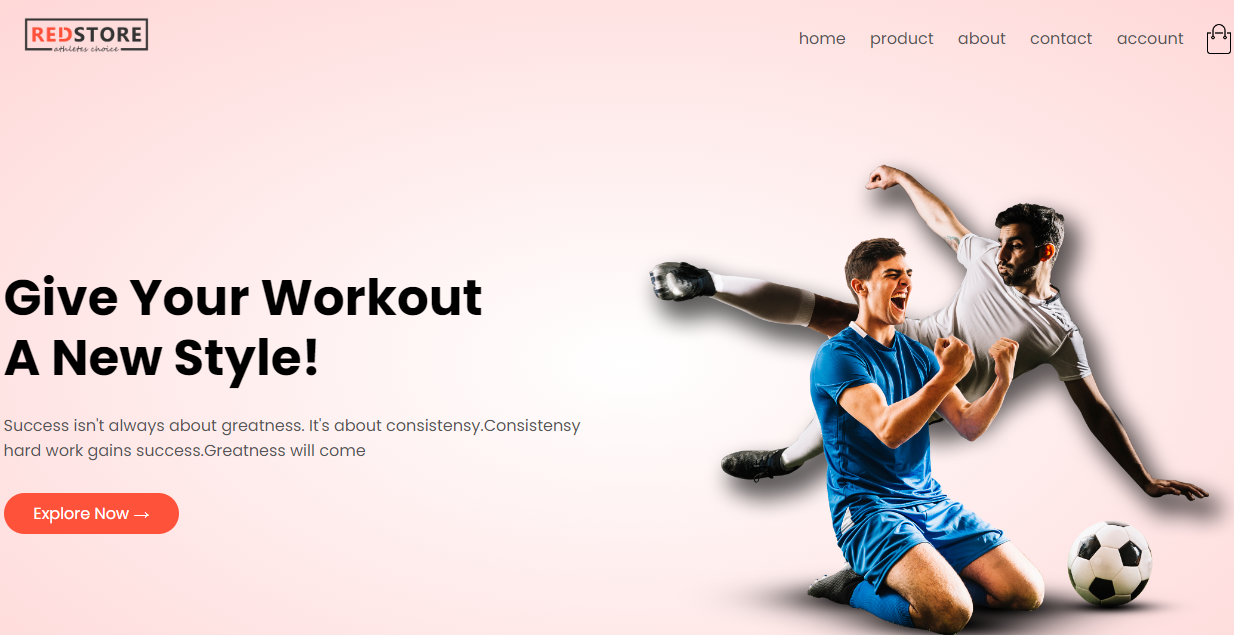 REDSTORE
athletes choice
home product about contact account
Give Your Workout
A New Style!
Success isn't always about greatness. It's about consistensy.Consistensy
hard work gains success.Greatness will come
Explore Now →